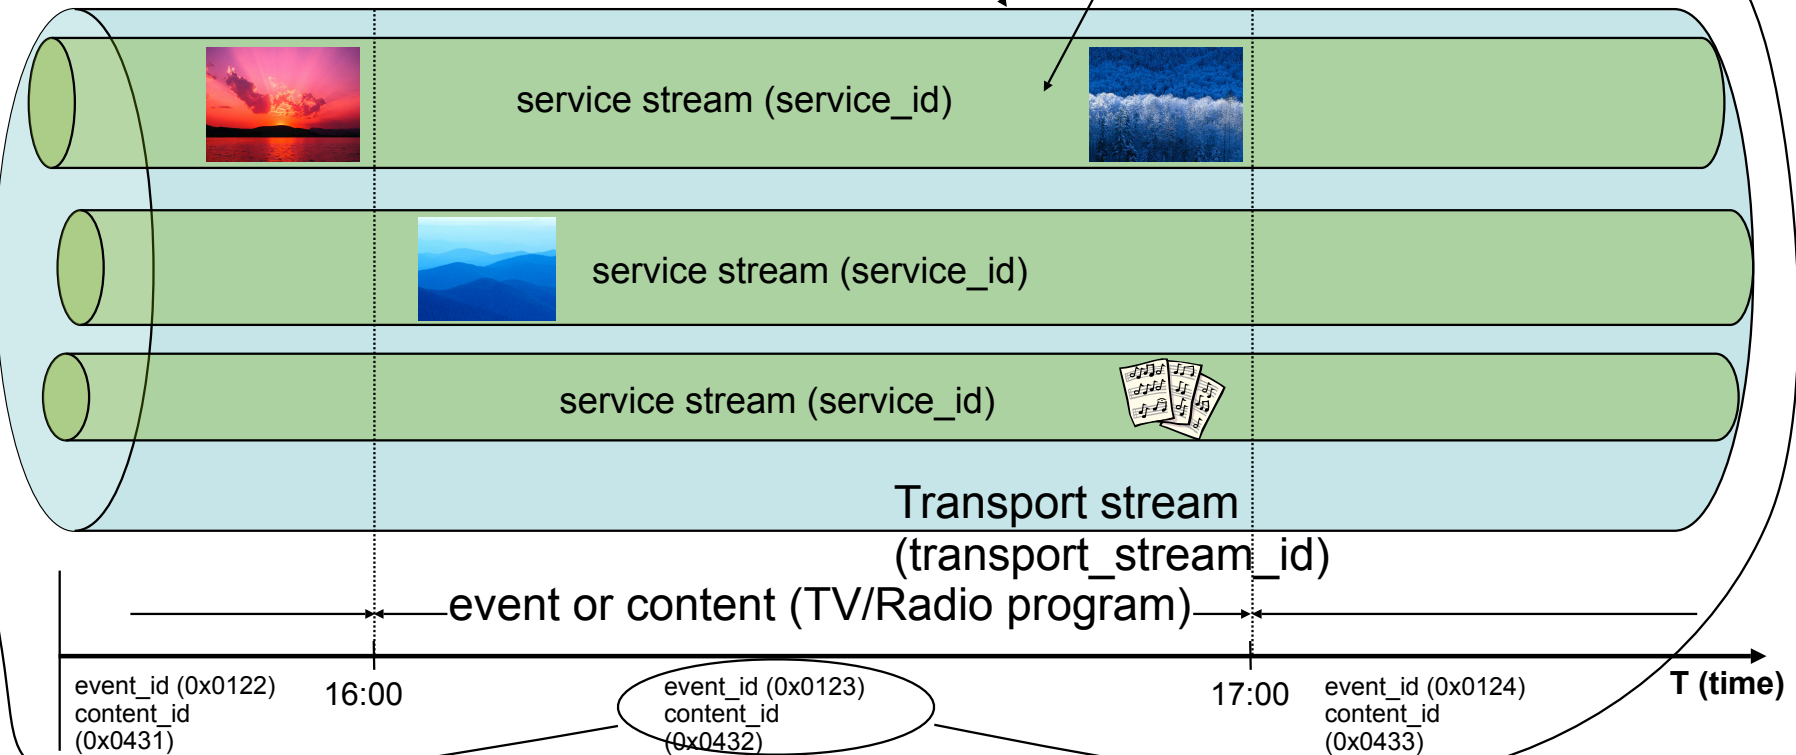 service stream (service_id)
service stream (service_id)
service stream (service_id)
Transport stream
(transport_stream_id)
event or content (TV/Radio program)
event_id (0x0122)
content_id
(0x0431)
16:00
event_id (0x0123)
content_id
(0x0432)
17:00
event_id (0x0124)
content_id
(0x0433)
T (time)